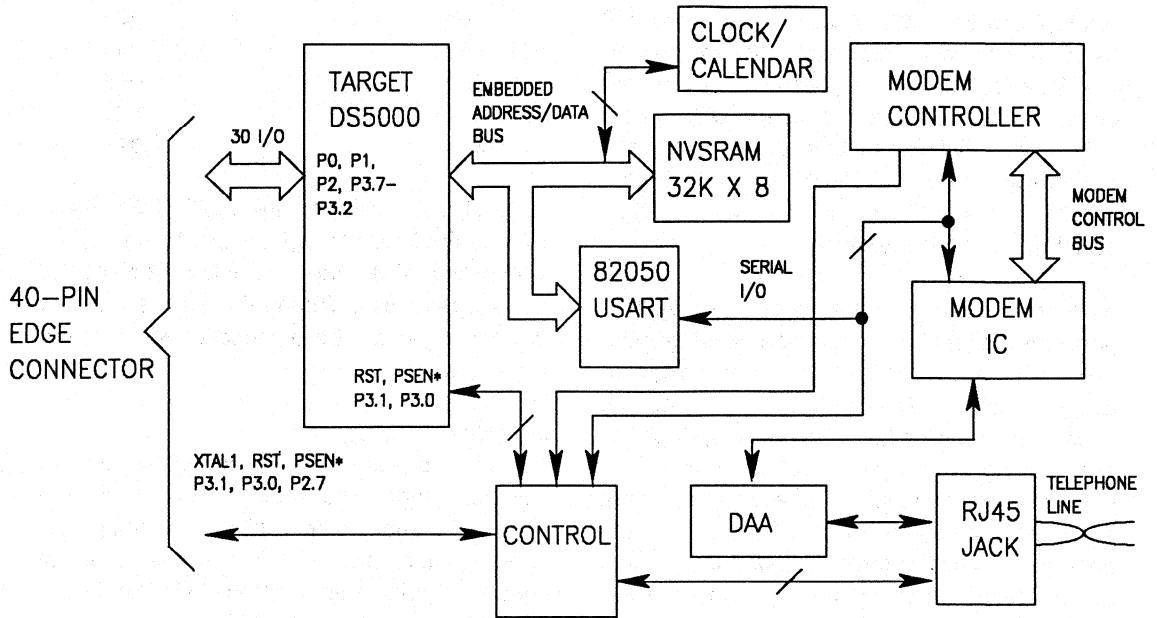 CLOCK/
CALENDAR
TARGET
DS5000
P0, P1,
P2, P3.7–
P3.2
30 I/O
EMBEDDED
ADDRESS/DATA
BUS
NVSRAM
32K X 8
MODEM
CONTROLLER
MODEM
CONTROL
BUS
82050
USART
SERIAL
I/O
MODEM
IC
40–PIN
EDGE
CONNECTOR
RST, PSEN*
P3.1, P3.0
XTAL1, RST, PSEN*
P3.1, P3.0, P2.7
CONTROL
DAA
RJ45
JACK
TELEPHONE
LINE